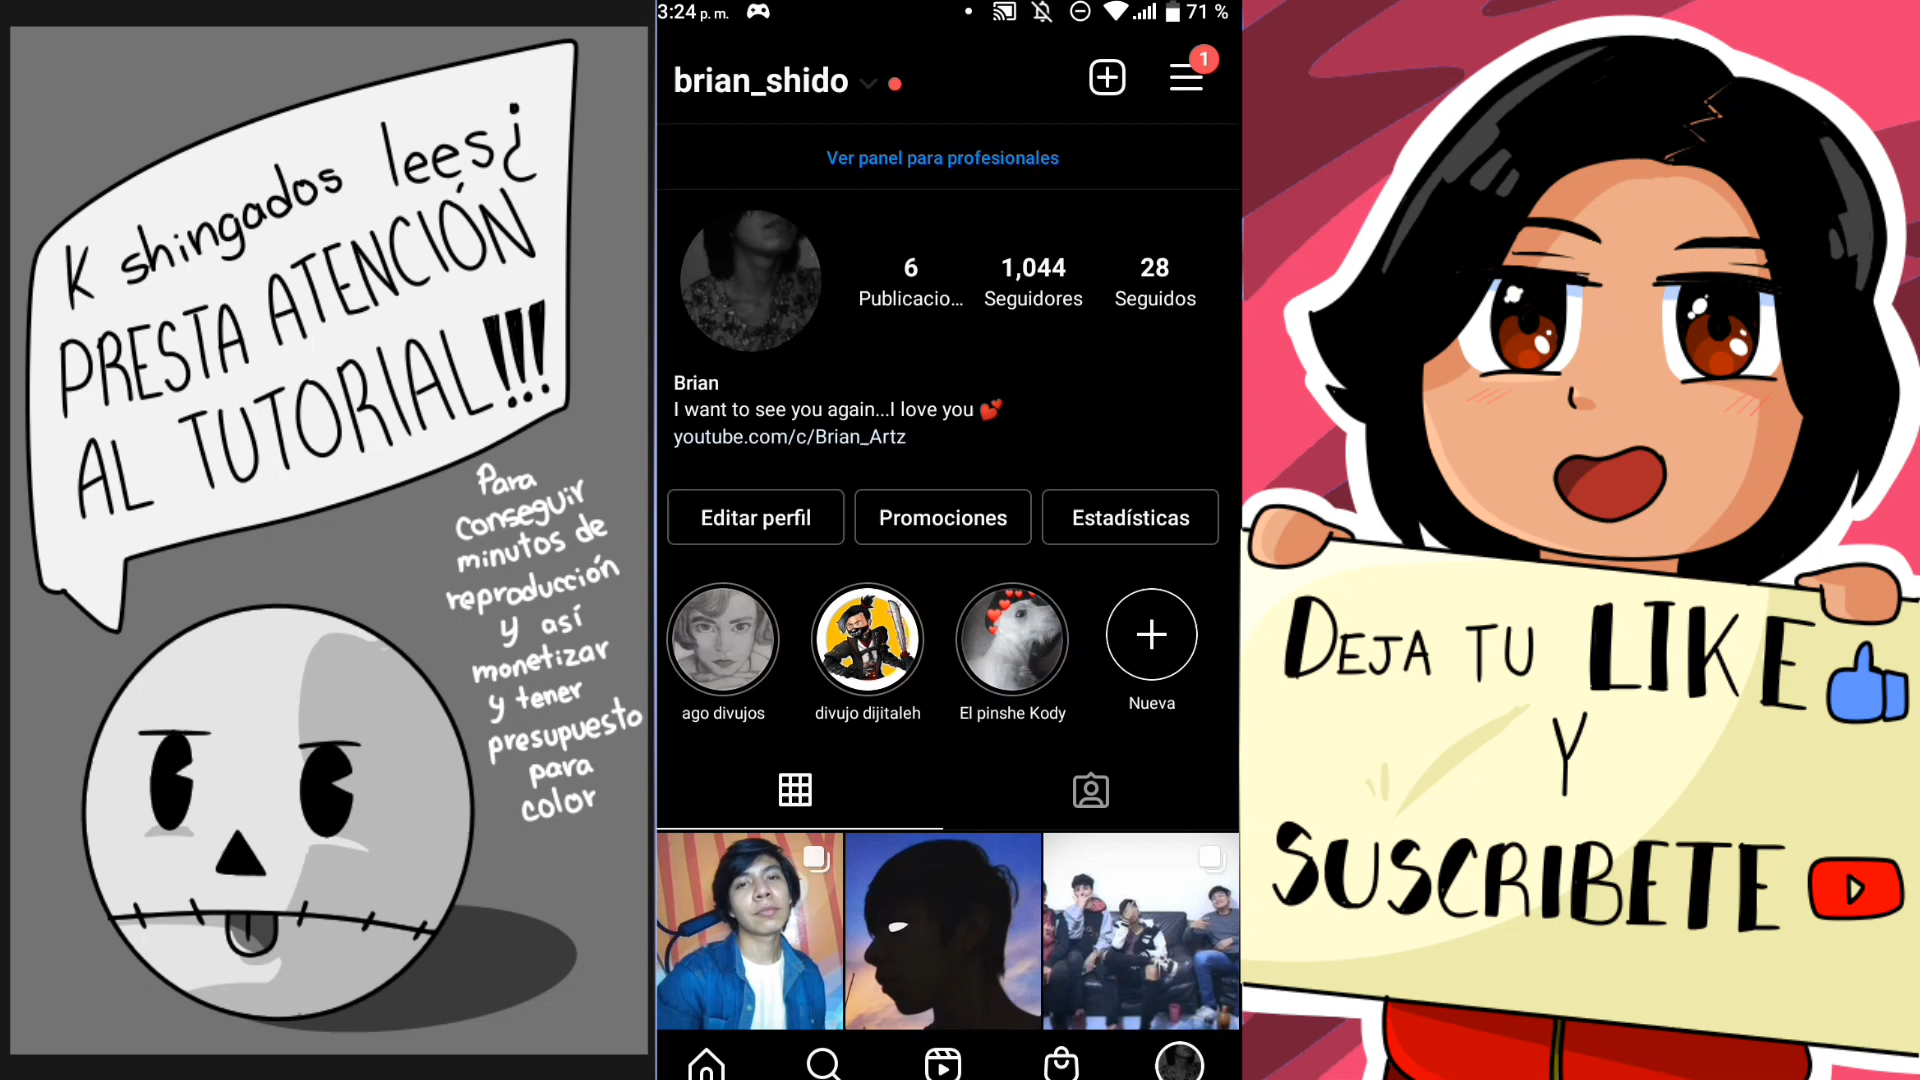 K shingados lees¿
PRESTA ATENCIÓN
AL TUTORIAL!!!
Para
conseguir
minutos de
reproducción
y así
monetizar
y tener
presupuesto
para
color
3:24 p. m.
71 %
brian_shido
1
Ver panel para profesionales
6
Publicacio...
1,044
Seguidores
28
Seguidos
Brian
I want to see you again...I love you 💕
youtube.com/c/Brian_Artz
Editar perfil
Promociones
Estadísticas
ago divujos
divujo dijitaleh
El pinshe Kody
Nueva
DEJA TU LIKE
Y
SUSCRIBETE